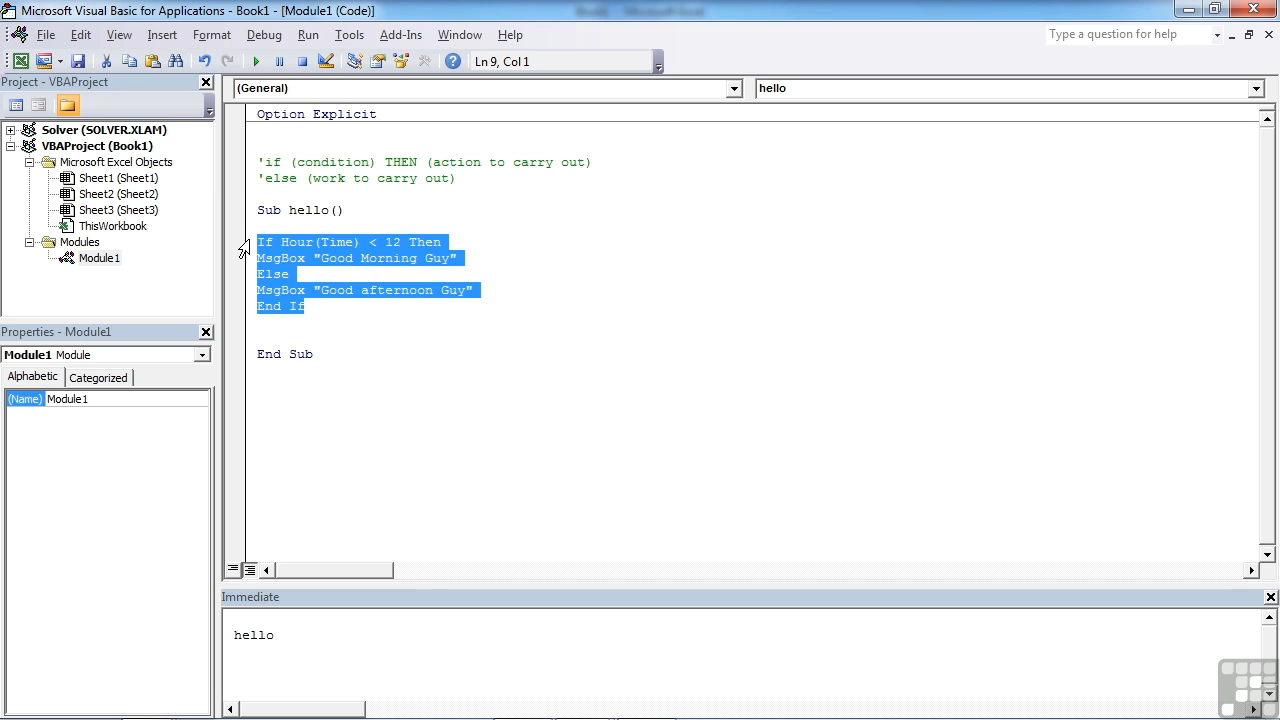 Microsoft Visual Basic for Applications - Book1 - [Module1 (Code)]
File Edit View Insert Format Debug Run Tools Add-Ins Window Help
Type a question for help
Ln 9, Col 1
Project - VBAProject
(General)
hello
Solver (SOLVER.XLAM)
VBAProject (Book1)
Microsoft Excel Objects
Sheet1 (Sheet1)
Sheet2 (Sheet2)
Sheet3 (Sheet3)
ThisWorkbook
Modules
Module1
Properties - Module1
Module1 Module
Alphabetic Categorized
(Name) Module1
Option Explicit
'if (condition) THEN (action to carry out)
'else (work to carry out)
Sub hello()
If Hour(Time) < 12 Then
MsgBox "Good Morning Guy"
Else
MsgBox "Good afternoon Guy"
End If
End Sub
Immediate
hello